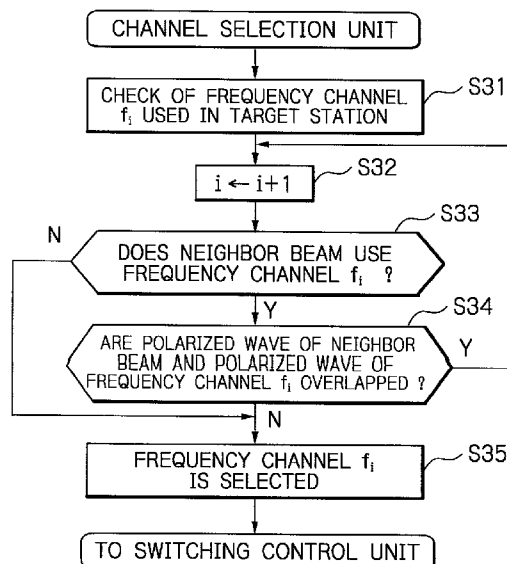 CHANNEL SELECTION UNIT
S31
CHECK OF FREQUENCY CHANNEL
fi USED IN TARGET STATION
S32
i ← i+1
S33
N
DOES NEIGHBOR BEAM USE
FREQUENCY CHANNEL fi ?
Y
S34
ARE POLARIZED WAVE OF NEIGHBOR
BEAM AND POLARIZED WAVE OF
FREQUENCY CHANNEL fi OVERLAPPED ?
Y
N
S35
FREQUENCY CHANNEL fi
IS SELECTED
TO SWITCHING CONTROL UNIT